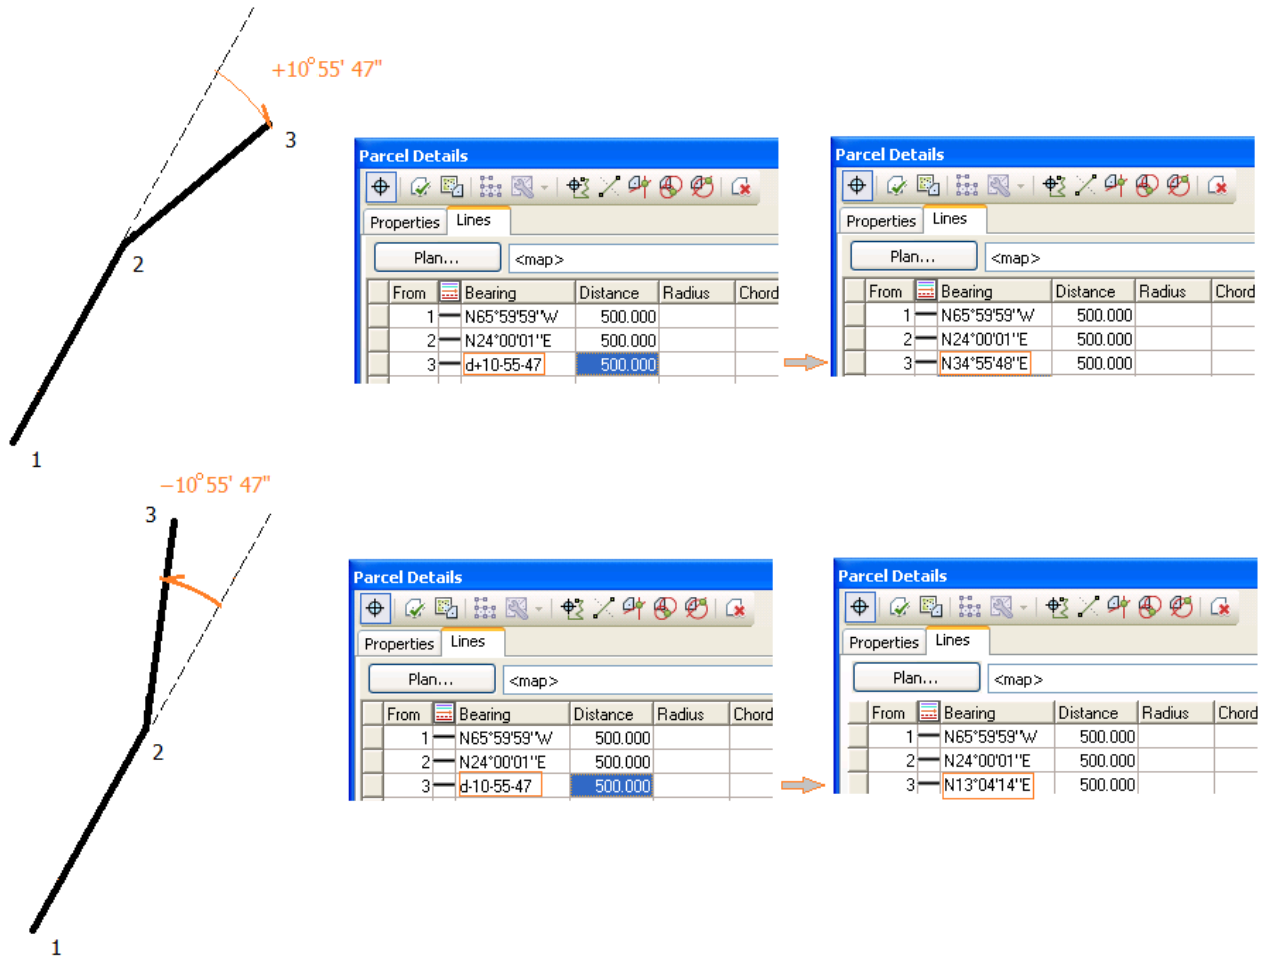 +10°55' 47"
3
2
1
Parcel Details
Properties Lines
Plan... <map>
From Bearing Distance Radius Chord
1 N65°59'59"W 500.000
2 N24°00'01"E 500.000
3 d+10-55-47 500.000
Parcel Details
Properties Lines
Plan... <map>
From Bearing Distance Radius Chord
1 N65°59'59"W 500.000
2 N24°00'01"E 500.000
3 N34°55'48"E 500.000
−10°55' 47"
3
2
1
Parcel Details
Properties Lines
Plan... <map>
From Bearing Distance Radius Chord
1 N65°59'59"W 500.000
2 N24°00'01"E 500.000
3 d-10-55-47 500.000
Parcel Details
Properties Lines
Plan... <map>
From Bearing Distance Radius Chord
1 N65°59'59"W 500.000
2 N24°00'01"E 500.000
3 N13°04'14"E 500.000